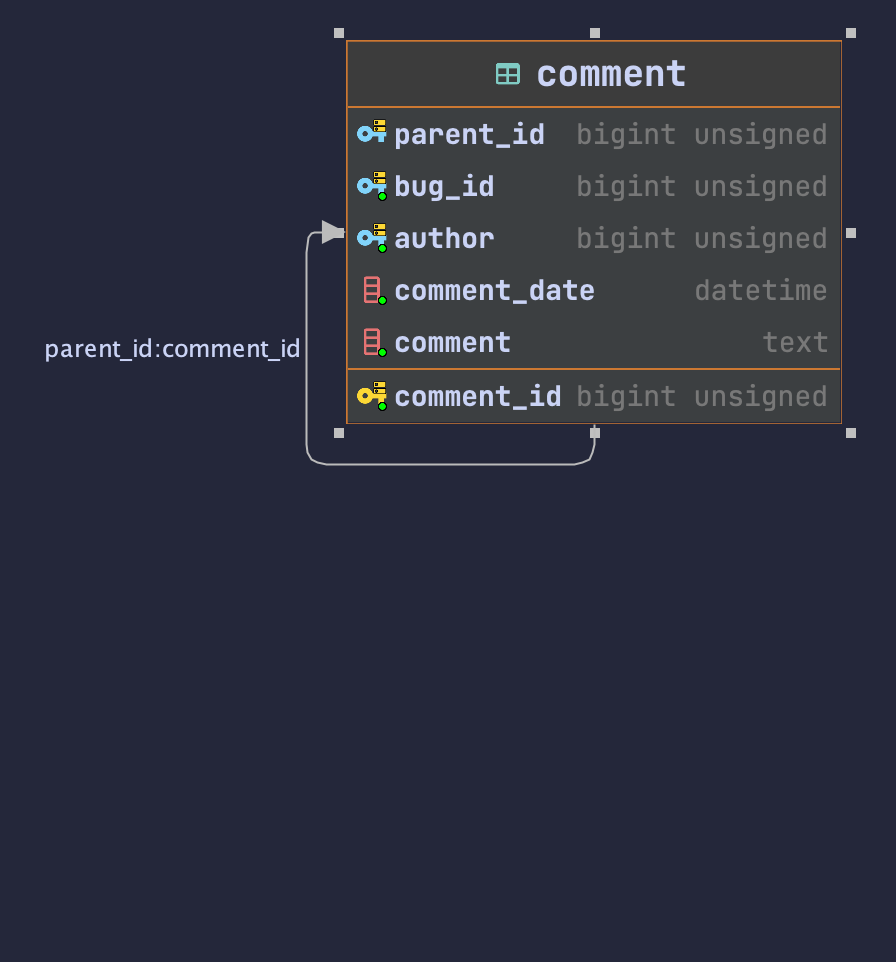 comment
parent_id bigint unsigned
bug_id bigint unsigned
author bigint unsigned
comment_date datetime
comment text
comment_id bigint unsigned
parent_id:comment_id